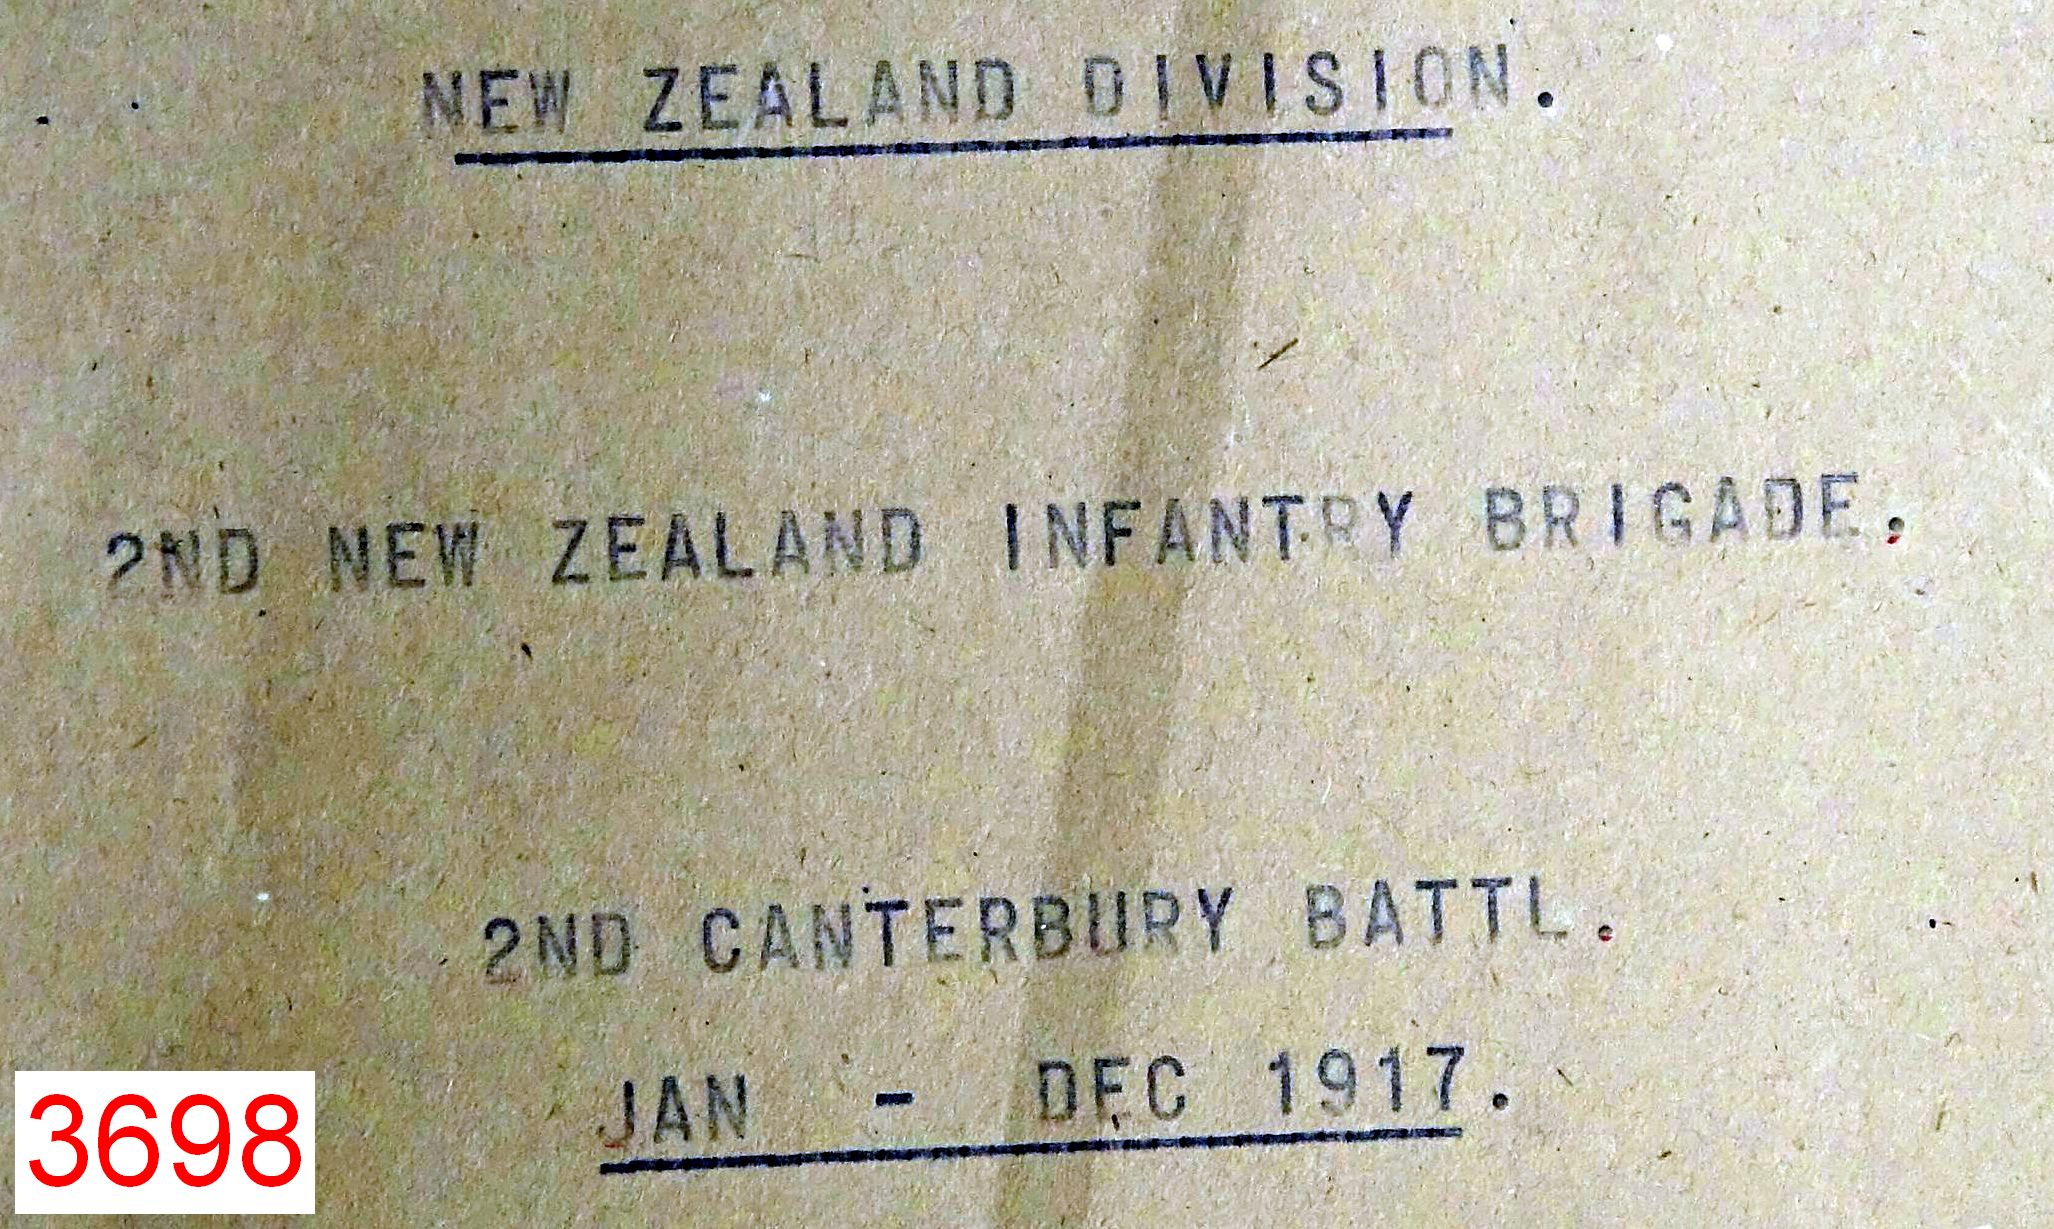 NEW ZEALAND DIVISION.
2ND NEW ZEALAND INFANTRY BRIGADE.
2ND CANTERBURY BATTL.
JAN - DEC 1917.
3698